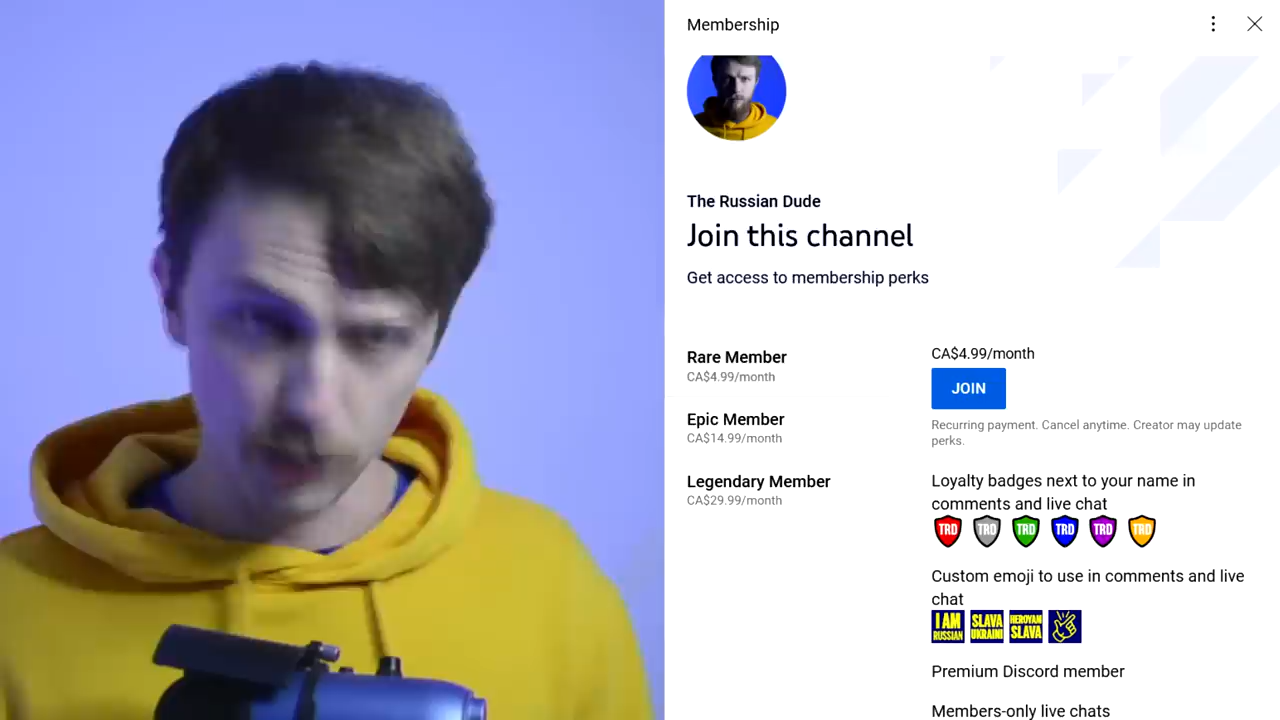 Membership
The Russian Dude
Join this channel
Get access to membership perks
Rare Member
CA$4.99/month
Epic Member
CA$14.99/month
Legendary Member
CA$29.99/month
CA$4.99/month
JOIN
Recurring payment. Cancel anytime. Creator may update
perks.
Loyalty badges next to your name in
comments and live chat
TRD TRD TRD TRD TRD TRD
Custom emoji to use in comments and live
chat
I AM
RUSSIAN
SLAVA
UKRAINI
HEROYAM
SLAVA
Premium Discord member
Members-only live chats